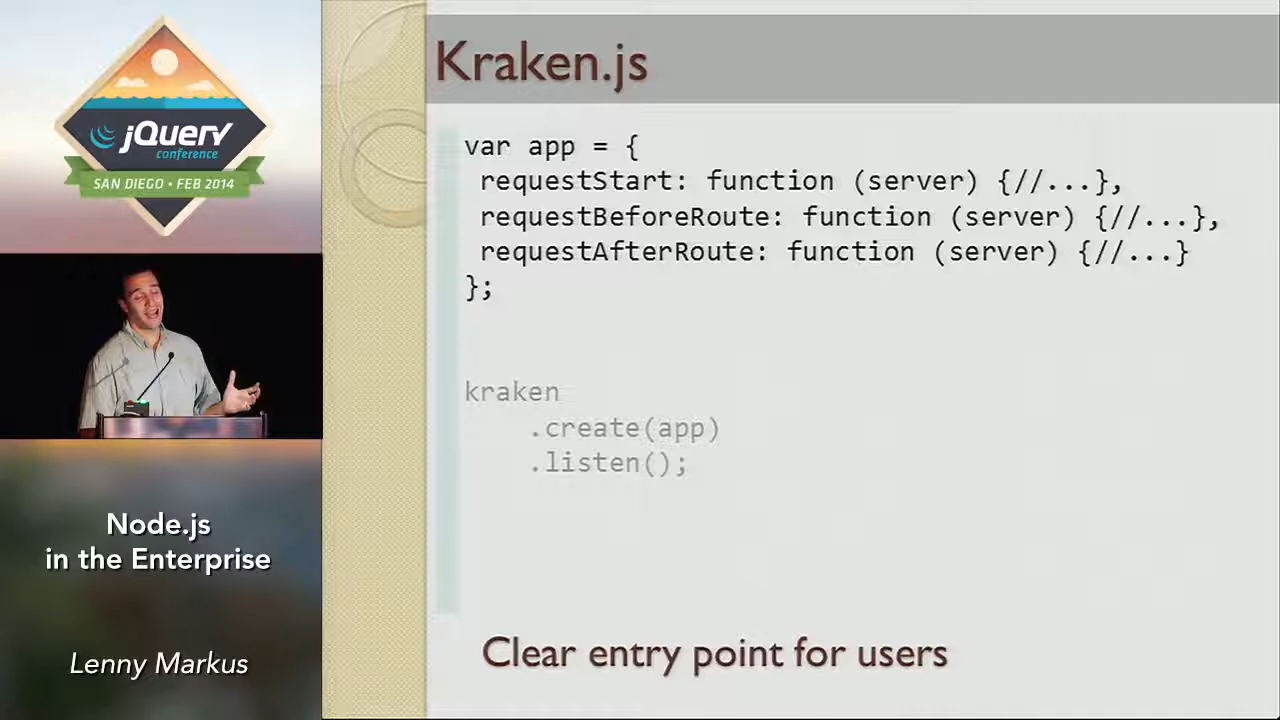 jQuery
conference
SAN DIEGO • FEB 2014
Node.js
in the Enterprise
Lenny Markus
Kraken.js
var app = {
requestStart: function (server) {//...},
requestBeforeRoute: function (server) {//...},
requestAfterRoute: function (server) {//...}
};
kraken
.create(app)
.listen();
Clear entry point for users